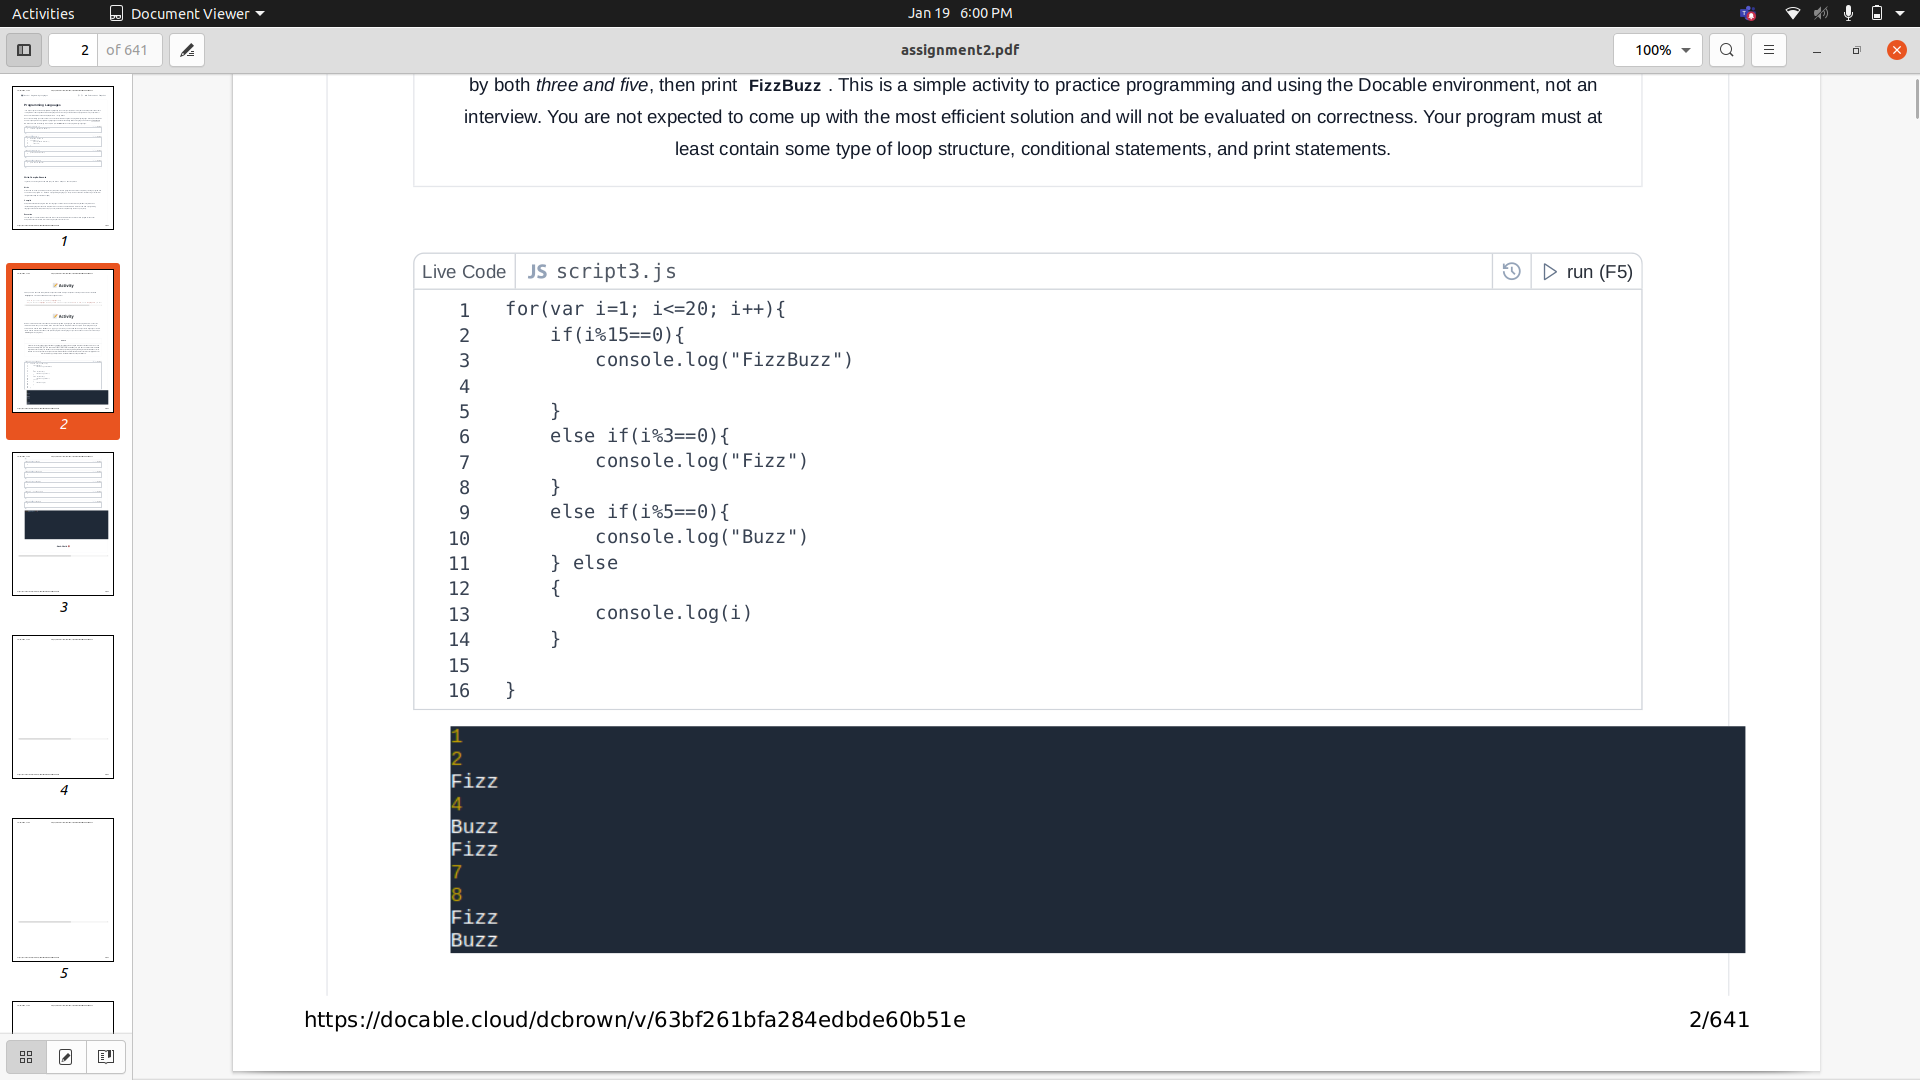 Activities
Document Viewer
Jan 19 6:00 PM
2 of 641
assignment2.pdf
100%
1
2
3
4
5
by both three and five, then print FizzBuzz . This is a simple activity to practice programming and using the Docable environment, not an
interview. You are not expected to come up with the most efficient solution and will not be evaluated on correctness. Your program must at
least contain some type of loop structure, conditional statements, and print statements.
Live Code JS script3.js run (F5)
1 for(var i=1; i<=20; i++){
2 if(i%15==0){
3 console.log("FizzBuzz")
4
5 }
6 else if(i%3==0){
7 console.log("Fizz")
8 }
9 else if(i%5==0){
10 console.log("Buzz")
11 } else
12 {
13 console.log(i)
14 }
15
16 }
1
2
Fizz
4
Buzz
Fizz
7
8
Fizz
Buzz
https://docable.cloud/dcbrown/v/63bf261bfa284edbde60b51e 2/641